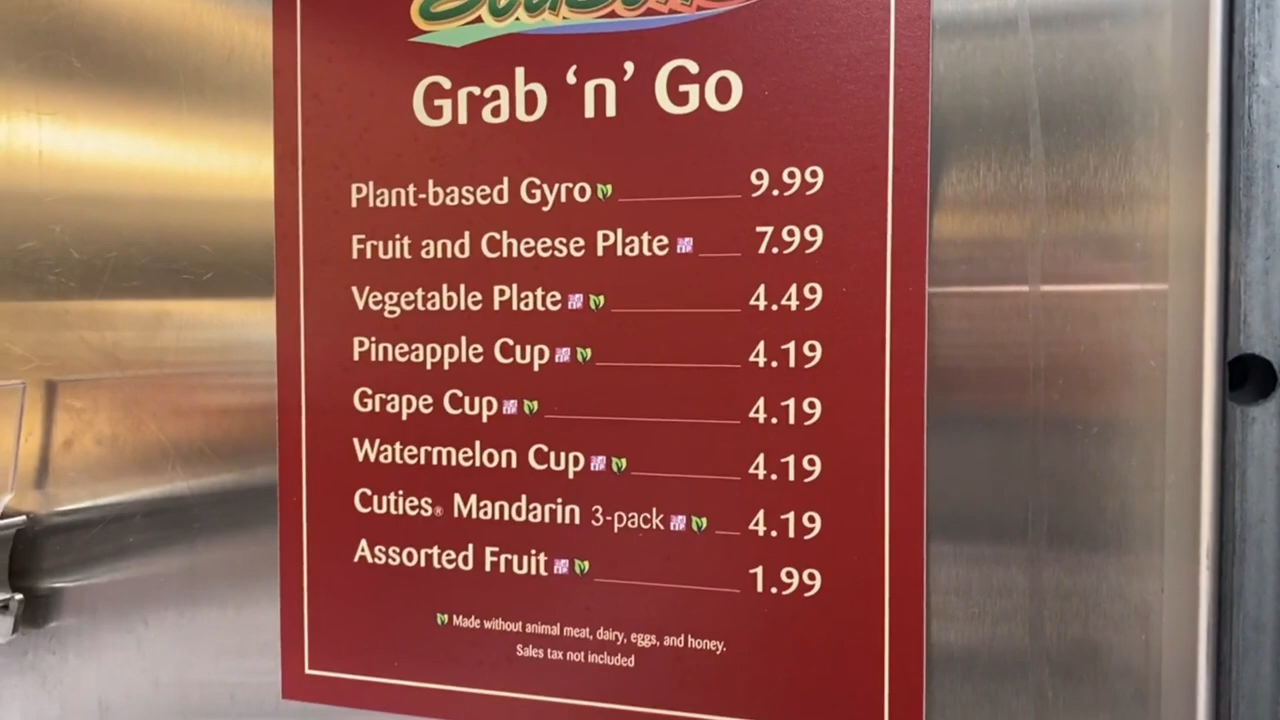 Grab 'n' Go
Plant-based Gyro 9.99
Fruit and Cheese Plate 7.99
Vegetable Plate 4.49
Pineapple Cup 4.19
Grape Cup 4.19
Watermelon Cup 4.19
Cuties® Mandarin 3-pack 4.19
Assorted Fruit 1.99
Made without animal meat, dairy, eggs, and honey.
Sales tax not included